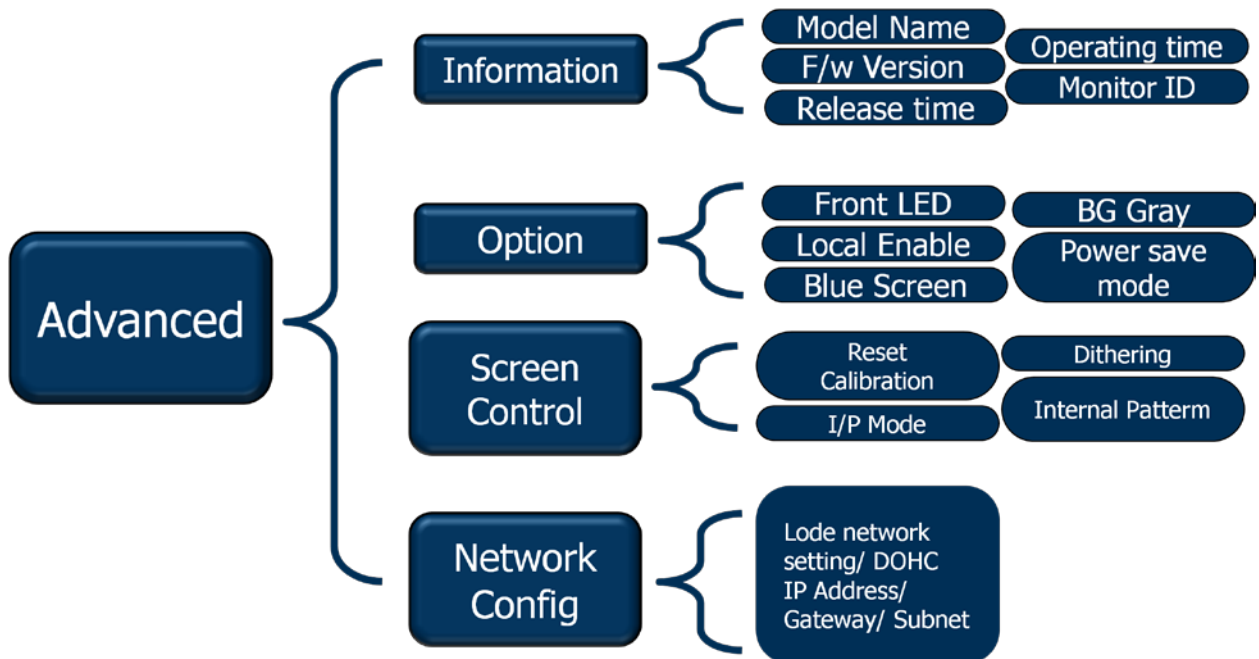 Advanced
Information
Model Name
F/w Version
Release time
Operating time
Monitor ID
Option
Front LED
Local Enable
Blue Screen
BG Gray
Power save
mode
Screen
Control
Reset
Calibration
I/P Mode
Dithering
Internal Patterm
Network
Config
Lode network
setting/ DOHC
IP Address/
Gateway/ Subnet